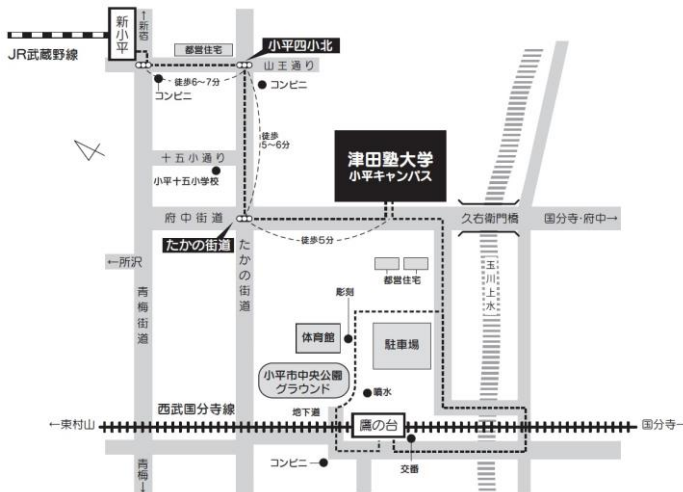 新小平
←新宿
JR武蔵野線
都営住宅
小平四小北
山王通り
徒歩6〜7分
コンビニ
コンビニ
徒歩
5〜6分
十五小通り
小平十五小学校
津田塾大学
小平キャンパス
府中街道
久右衛門橋
国分寺・府中→
たかの街道
徒歩5分
←所沢
青梅街道
たかの街道
都営住宅
玉川上水
彫刻
体育館
駐車場
小平市中央公園
グラウンド
噴水
西武国分寺線
地下道
←東村山
鷹の台
国分寺→
コンビニ
交番
青梅↓